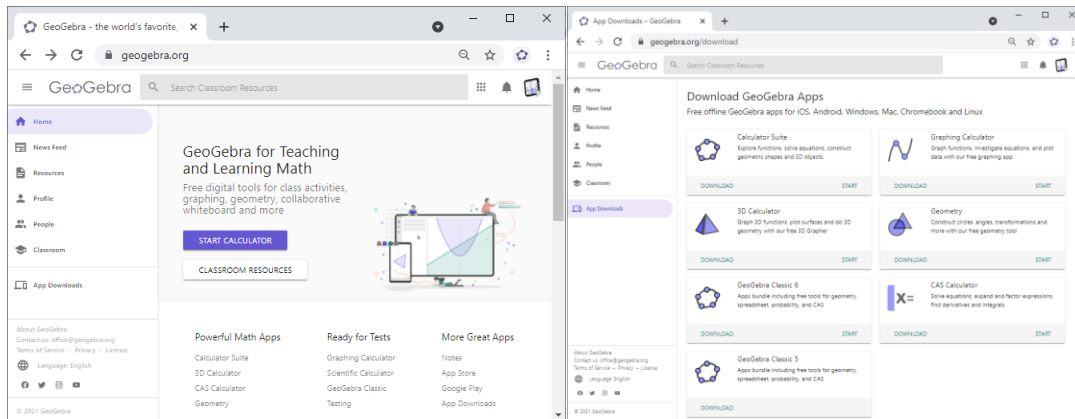 GeoGebra - the world's favorite,
geogebra.org
GeoGebra
Search Classroom Resources
Home
News Feed
Resources
Profile
People
Classroom
App Downloads
About GeoGebra
Contact us: office@geogebra.org
Terms of Service – Privacy – License
Language: English
© 2021 GeoGebra
GeoGebra for Teaching
and Learning Math
Free digital tools for class activities,
graphing, geometry, collaborative
whiteboard and more
START CALCULATOR
CLASSROOM RESOURCES
Powerful Math Apps
Calculator Suite
3D Calculator
CAS Calculator
Geometry
Ready for Tests
Graphing Calculator
Scientific Calculator
GeoGebra Classic
Testing
More Great Apps
Notes
App Store
Google Play
App Downloads
App Downloads – GeoGebra
geogebra.org/download
GeoGebra
Search Classroom Resources
Home
News Feed
Resources
Profile
People
Classroom
App Downloads
About GeoGebra
Contact us: office@geogebra.org
Terms of Service – Privacy – License
Language: English
© 2021 GeoGebra
Download GeoGebra Apps
Free offline GeoGebra apps for iOS, Android, Windows, Mac, Chromebook and Linux
Calculator Suite
Explore functions, solve equations, construct
geometric shapes and 3D objects.
DOWNLOAD START
Graphing Calculator
Graph functions, investigate equations, and plot
data with our free graphing app
DOWNLOAD START
3D Calculator
Graph 3D functions, plot surfaces and do 3D
geometry with our free 3D Grapher
DOWNLOAD START
Geometry
Construct circles, angles, transformations and
more with our free geometry tool
DOWNLOAD START
GeoGebra Classic 6
Apps bundle including free tools for geometry,
spreadsheet, probability, and CAS
DOWNLOAD START
CAS Calculator
Solve equations, expand and factor expressions,
find derivatives and integrals
X=
DOWNLOAD START
GeoGebra Classic 5
Apps bundle including free tools for geometry,
spreadsheet, probability, and CAS